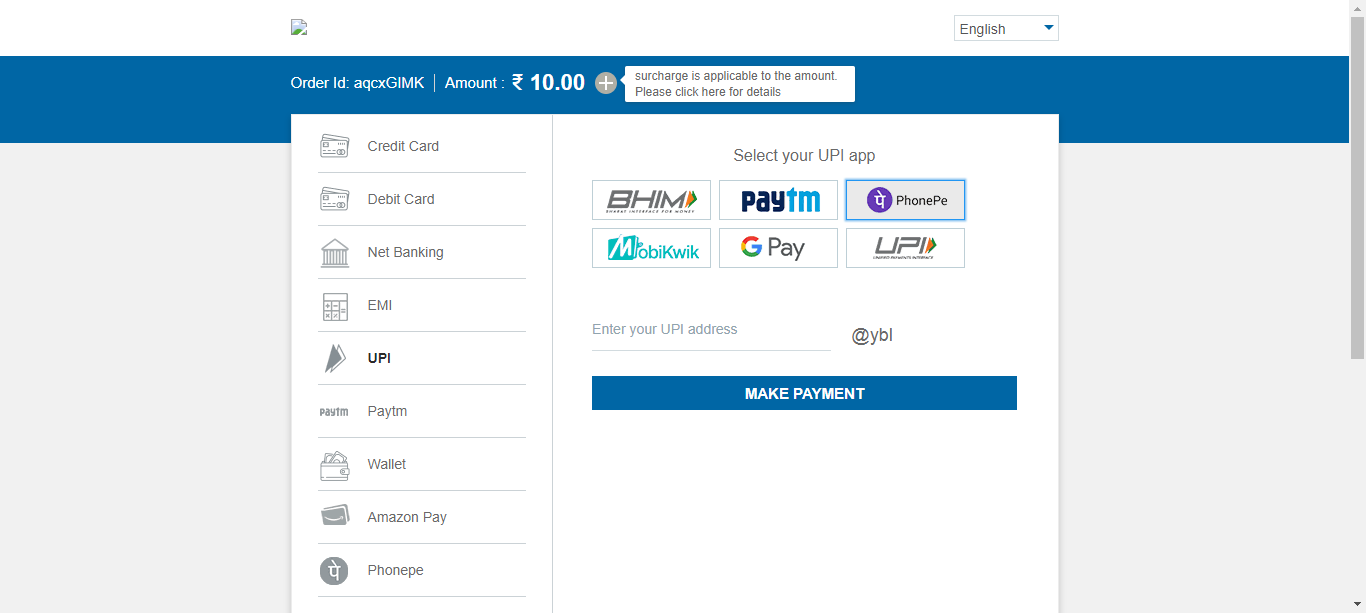 English
Order Id: aqcxGlMK | Amount : ₹ 10.00
surcharge is applicable to the amount.
Please click here for details
Credit Card
Debit Card
Net Banking
EMI
UPI
paytm Paytm
Wallet
Amazon Pay
पे Phonepe
Select your UPI app
BHIM
BHARAT INTERFACE FOR MONEY
paytm
पे PhonePe
MobiKwik
G Pay
UPI
UNIFIED PAYMENTS INTERFACE
Enter your UPI address
@ybl
MAKE PAYMENT